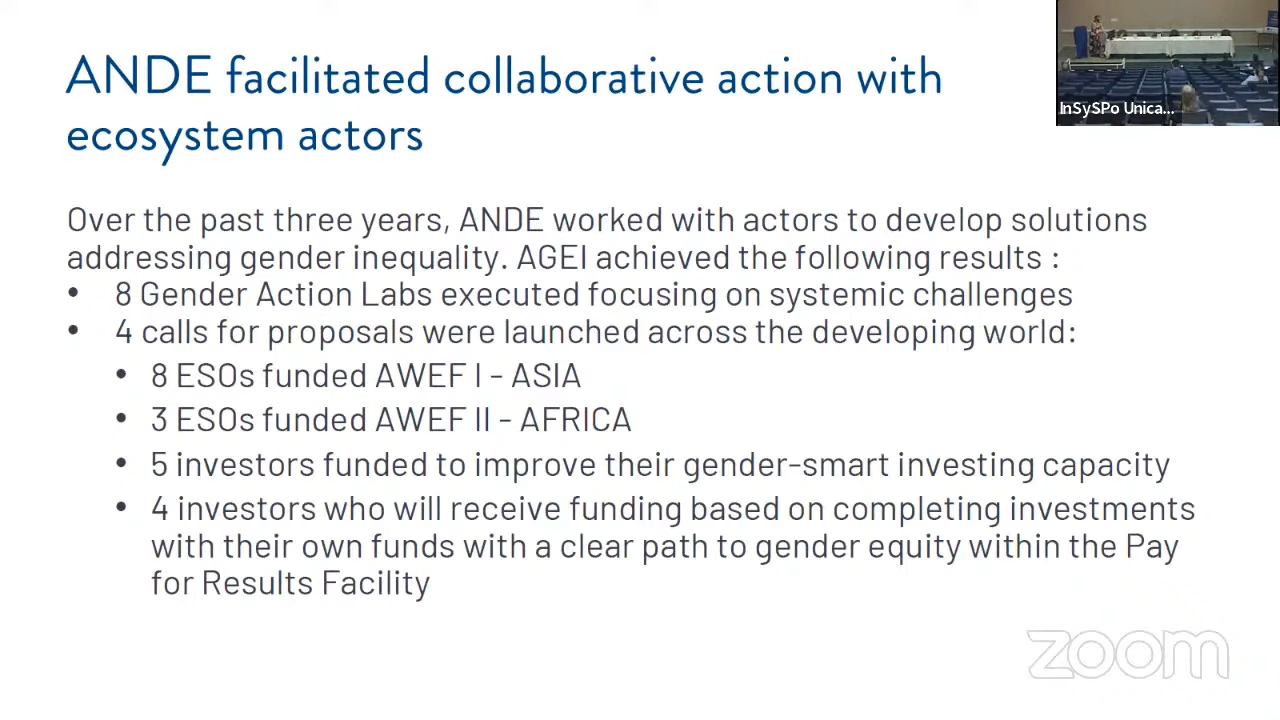 ANDE facilitated collaborative action with
ecosystem actors
InSySPo Unica...
Over the past three years, ANDE worked with actors to develop solutions
addressing gender inequality. AGEI achieved the following results :
• 8 Gender Action Labs executed focusing on systemic challenges
• 4 calls for proposals were launched across the developing world:
• 8 ESOs funded AWEF I - ASIA
• 3 ESOs funded AWEF II - AFRICA
• 5 investors funded to improve their gender-smart investing capacity
• 4 investors who will receive funding based on completing investments
with their own funds with a clear path to gender equity within the Pay
for Results Facility
zoom